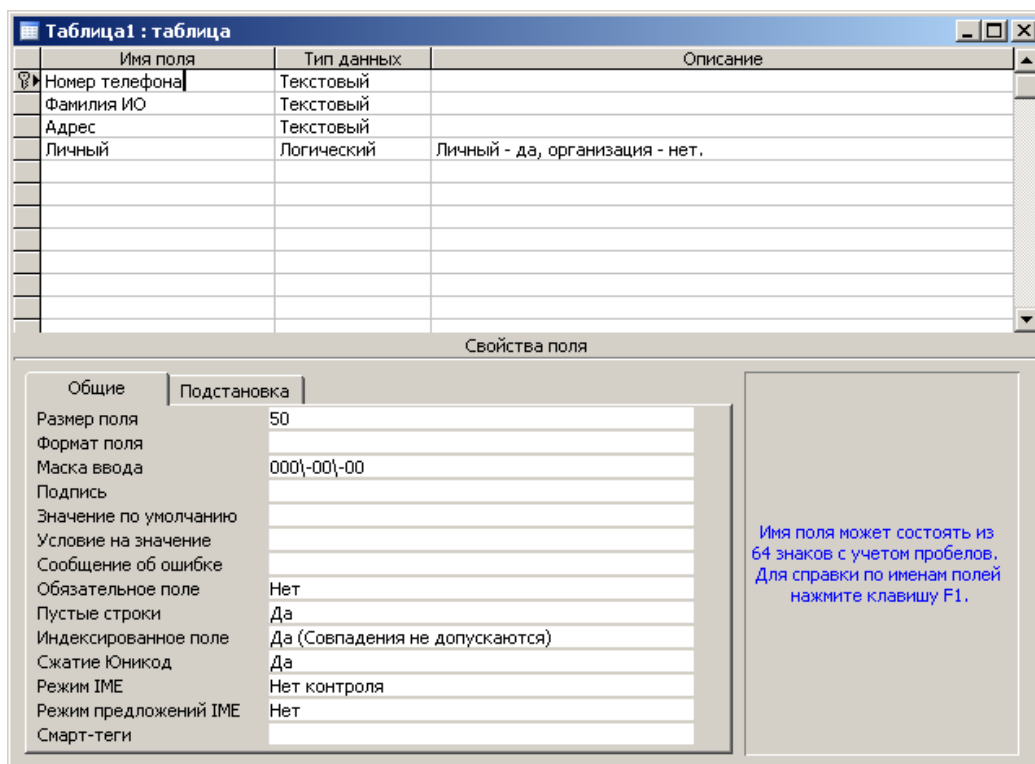 Таблица1 : таблица
Имя поля Тип данных Описание
Номер телефона Текстовый
Фамилия ИО Текстовый
Адрес Текстовый
Личный Логический Личный - да, организация - нет.
Свойства поля
Общие Подстановка
Размер поля 50
Формат поля
Маска ввода 000\-00\-00
Подпись
Значение по умолчанию
Условие на значение
Сообщение об ошибке
Обязательное поле Нет
Пустые строки Да
Индексированное поле Да (Совпадения не допускаются)
Сжатие Юникод Да
Режим IME Нет контроля
Режим предложений IME Нет
Смарт-теги
Имя поля может состоять из
64 знаков с учетом пробелов.
Для справки по именам полей
нажмите клавишу F1.